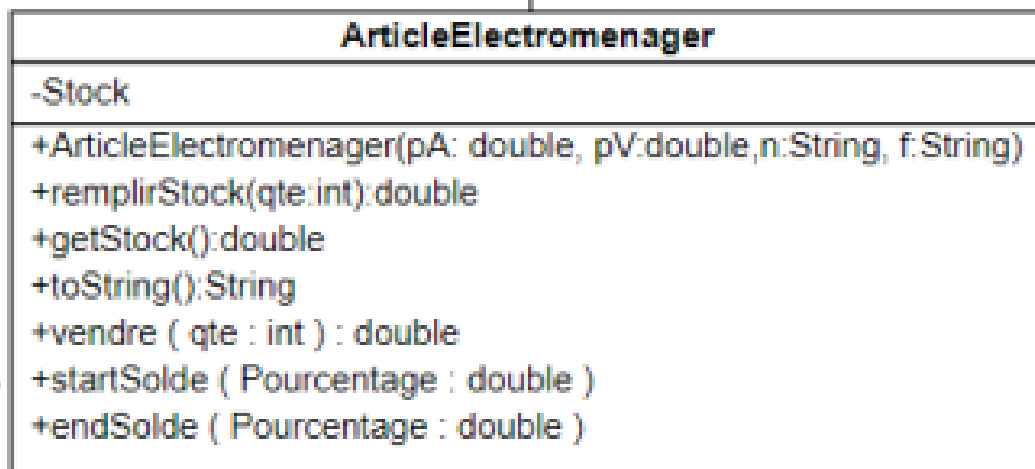 ArticleElectromenager
-Stock
+ArticleElectromenager(pA: double, pV:double,n:String, f:String)
+remplirStock(qte:int):double
+getStock():double
+toString():String
+vendre ( qte : int ) : double
+startSolde ( Pourcentage : double )
+endSolde ( Pourcentage : double )